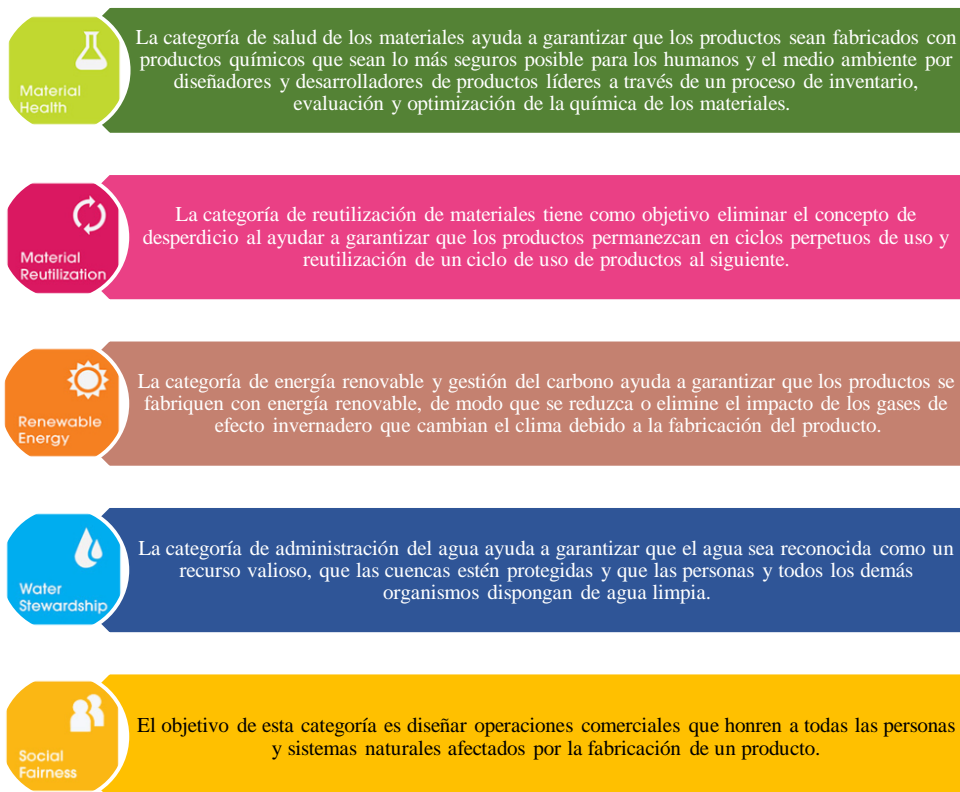 Material
Health
La categoría de salud de los materiales ayuda a garantizar que los productos sean fabricados con
productos químicos que sean lo más seguros posible para los humanos y el medio ambiente por
diseñadores y desarrolladores de productos líderes a través de un proceso de inventario,
evaluación y optimización de la química de los materiales.
Material
Reutilization
La categoría de reutilización de materiales tiene como objetivo eliminar el concepto de
desperdicio al ayudar a garantizar que los productos permanezcan en ciclos perpetuos de uso y
reutilización de un ciclo de uso de productos al siguiente.
Renewable
Energy
La categoría de energía renovable y gestión del carbono ayuda a garantizar que los productos se
fabriquen con energía renovable, de modo que se reduzca o elimine el impacto de los gases de
efecto invernadero que cambian el clima debido a la fabricación del producto.
Water
Stewardship
La categoría de administración del agua ayuda a garantizar que el agua sea reconocida como un
recurso valioso, que las cuencas estén protegidas y que las personas y todos los demás
organismos dispongan de agua limpia.
Social
Fairness
El objetivo de esta categoría es diseñar operaciones comerciales que honren a todas las personas
y sistemas naturales afectados por la fabricación de un producto.